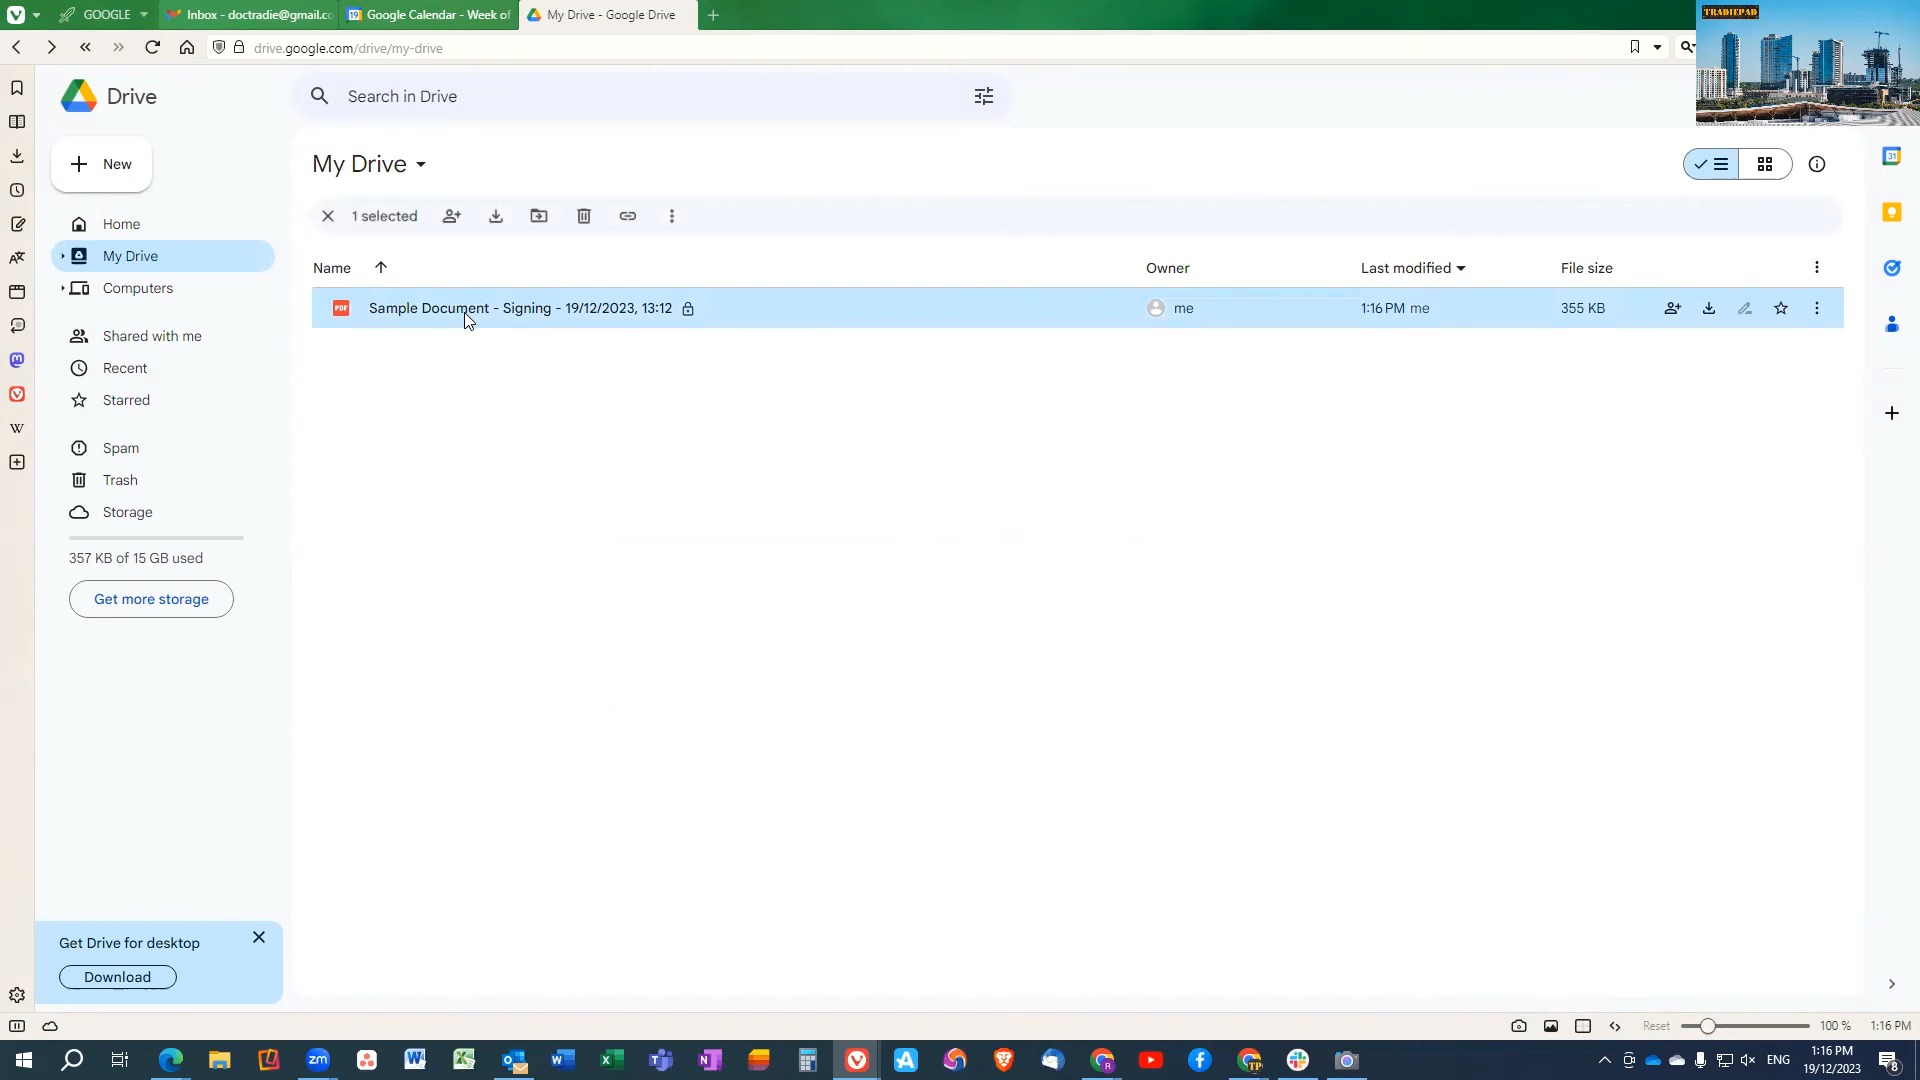 GOOGLE
Inbox - doctradie@gmail.co
Google Calendar - Week of
My Drive - Google Drive
TRADIEPAD
drive.google.com/drive/my-drive
Drive
Search in Drive
New
My Drive
1 selected
Home
My Drive
Computers
Shared with me
Recent
Starred
Spam
Trash
Storage
357 KB of 15 GB used
Get more storage
Name
Owner
Last modified
File size
PDF
Sample Document - Signing - 19/12/2023, 13:12
me
1:16 PM me
355 KB
31
Get Drive for desktop
Download
Reset
100 %
1:16 PM
zm
ENG
1:16 PM
19/12/2023
8